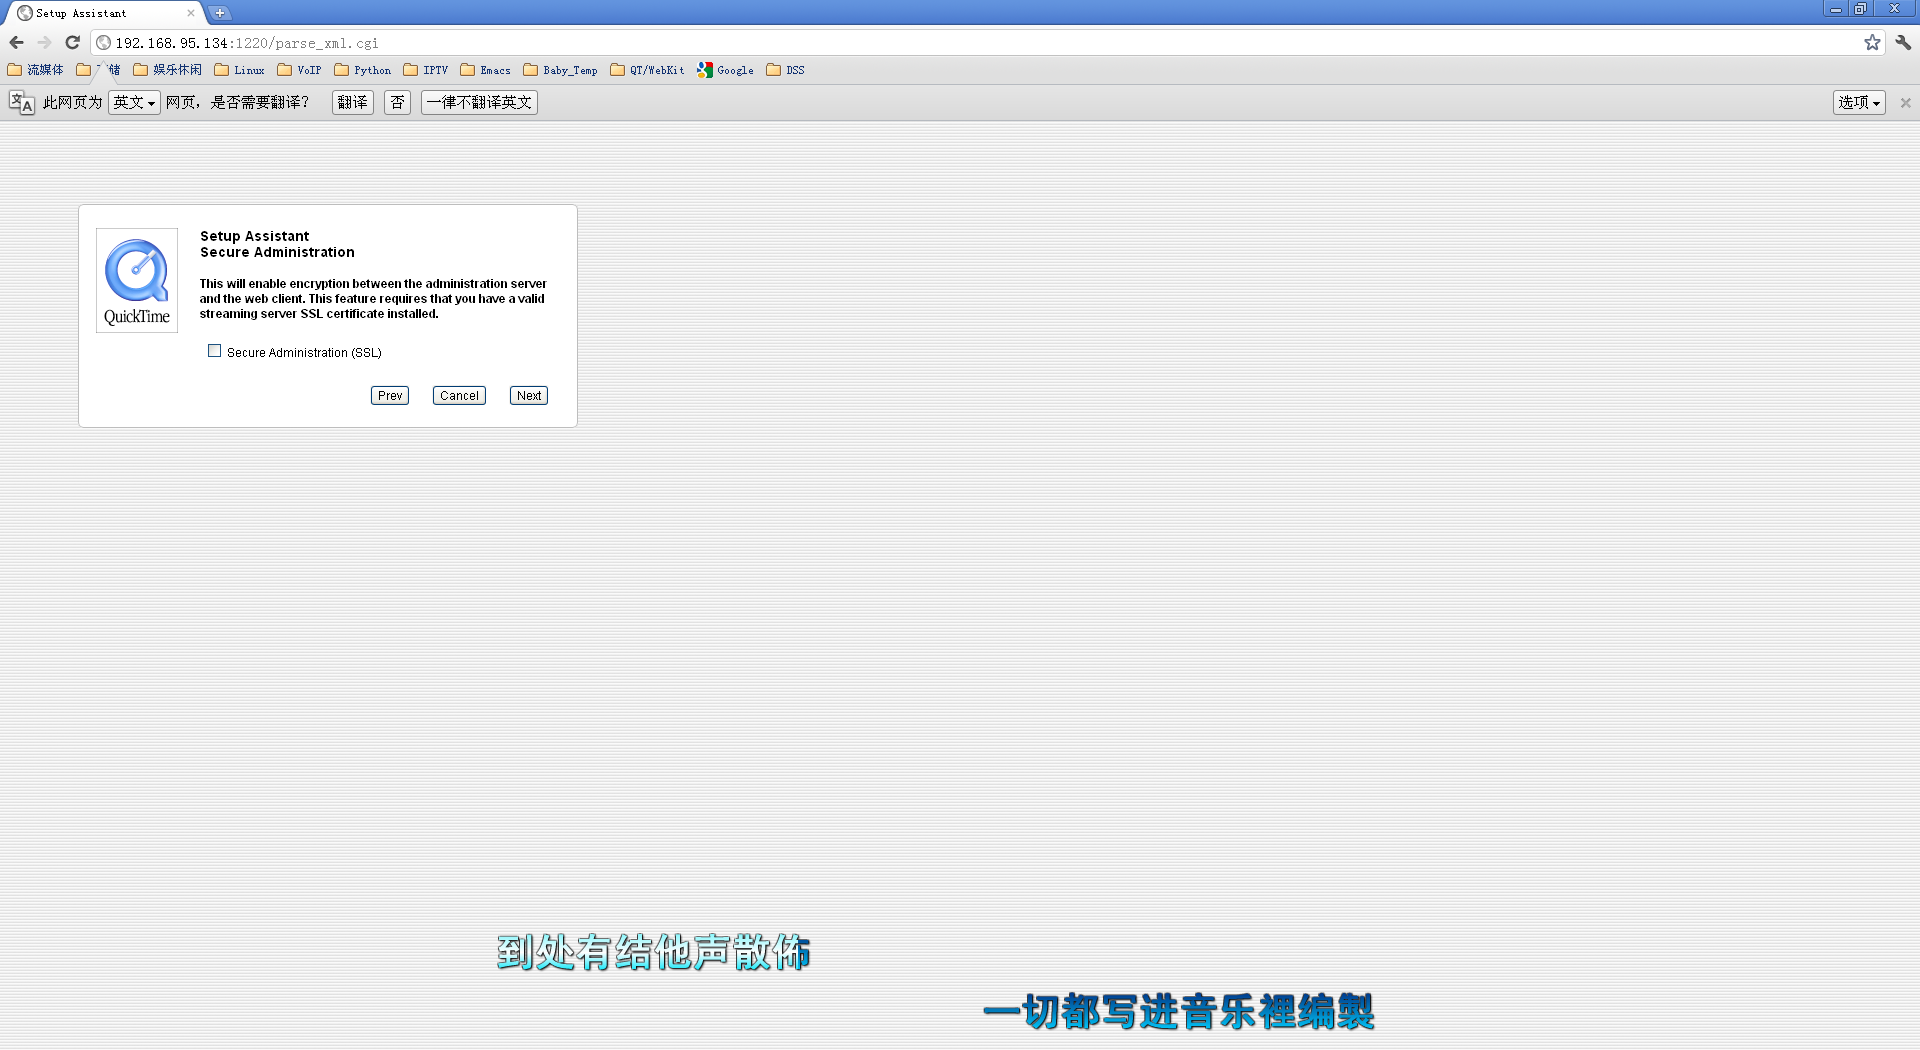 Setup Assistant
192.168.95.134:1220/parse_xml.cgi
流媒体 储 娱乐休闲 Linux VoIP Python IPTV Emacs Baby_Temp QT/WebKit Google DSS
此网页为 英文 网页，是否需要翻译？ 翻译 否 一律不翻译英文 选项
Setup Assistant
Secure Administration
This will enable encryption between the administration server
and the web client. This feature requires that you have a valid
streaming server SSL certificate installed.
QuickTime
Secure Administration (SSL)
Prev Cancel Next
到处有结他声散佈
一切都写进音乐裡编製